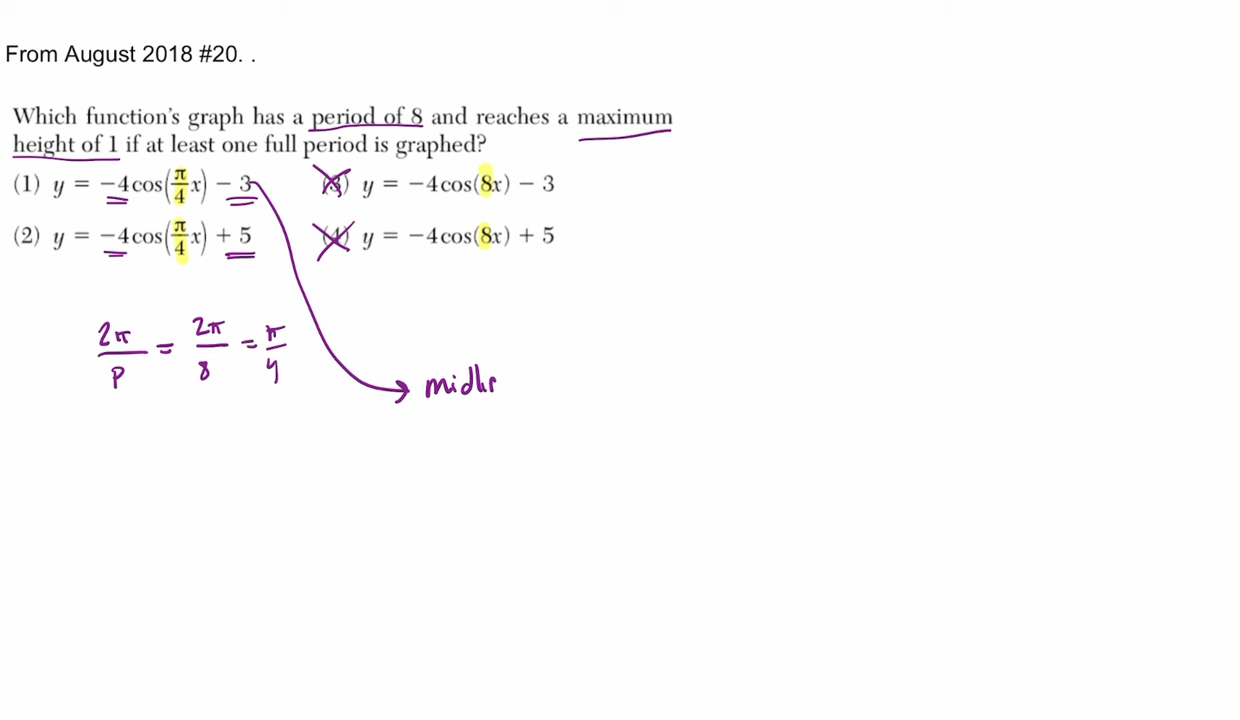 From August 2018 #20. .
Which function's graph has a period of 8 and reaches a maximum
height of 1 if at least one full period is graphed?
(1) y = −4cos(π/4 x) − 3
(3) y = −4cos(8x) − 3
(2) y = −4cos(π/4 x) + 5
(4) y = −4cos(8x) + 5
2π/P = 2π/8 = π/4